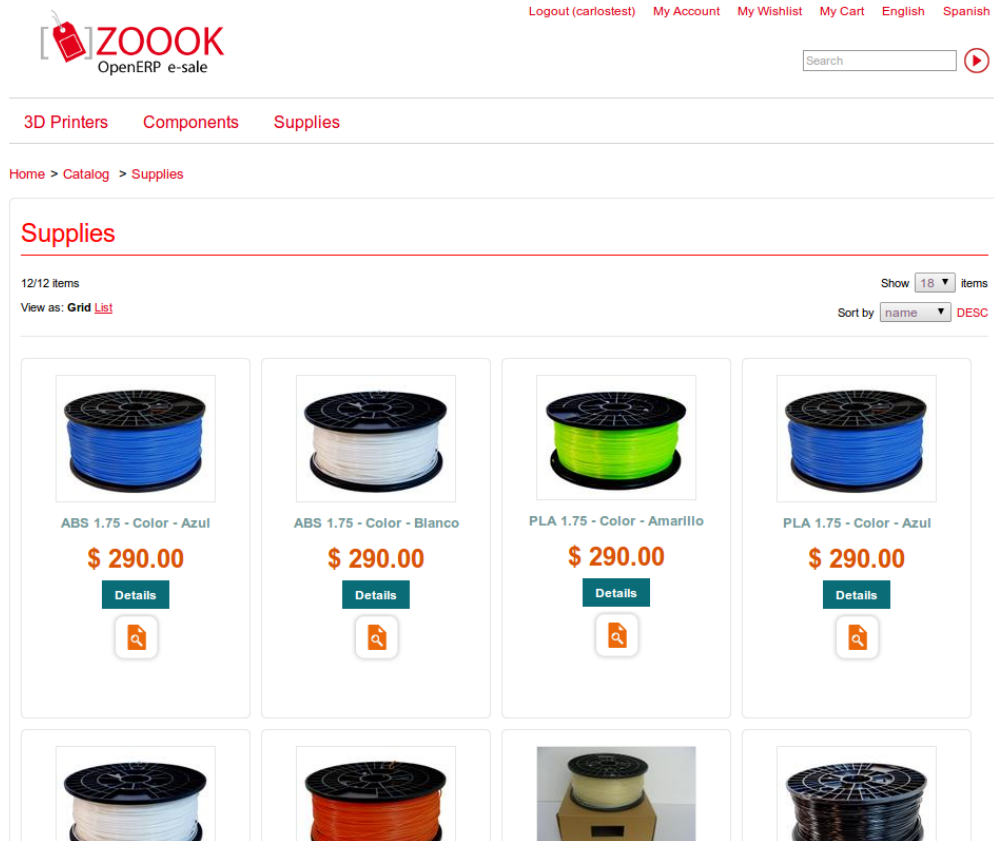 Logout (carlostest) My Account My Wishlist My Cart English Spanish
ZOOOK
OpenERP e-sale
Search
3D Printers Components Supplies
Home > Catalog > Supplies
Supplies
12/12 items
Show 18 items
View as: Grid List
Sort by name DESC
ABS 1.75 - Color - Azul
$ 290.00
Details
ABS 1.75 - Color - Blanco
$ 290.00
Details
PLA 1.75 - Color - Amarillo
$ 290.00
Details
PLA 1.75 - Color - Azul
$ 290.00
Details